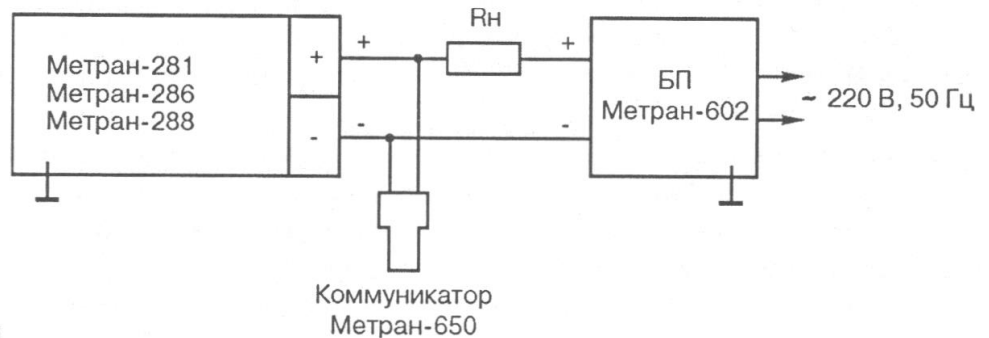 Rн
Метран-281
Метран-286
Метран-288
+
+
+
-
-
-
БП
Метран-602
~ 220 В, 50 Гц
Коммуникатор
Метран-650